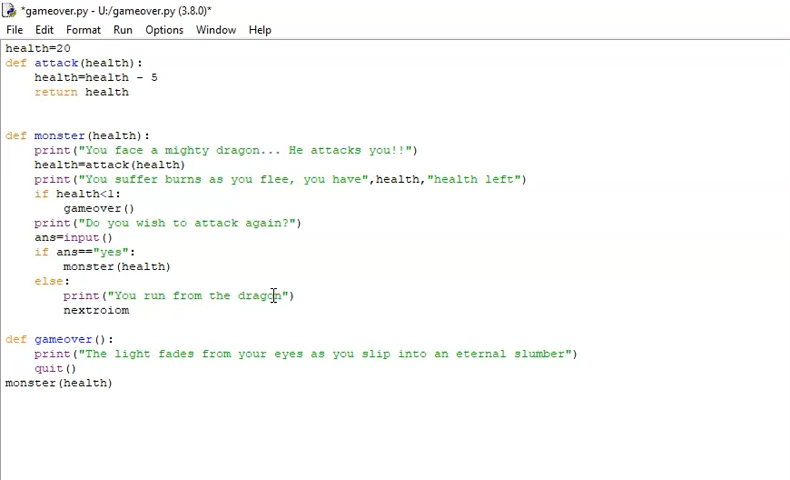 *gameover.py - U:/gameover.py (3.8.0)*
File Edit Format Run Options Window Help
health=20
def attack(health):
    health=health - 5
    return health
def monster(health):
    print("You face a mighty dragon... He attacks you!!")
    health=attack(health)
    print("You suffer burns as you flee, you have",health,"health left")
    if health<1:
        gameover()
    print("Do you wish to attack again?")
    ans=input()
    if ans=="yes":
        monster(health)
    else:
        print("You run from the dragon")
        nextroiom
def gameover():
    print("The light fades from your eyes as you slip into an eternal slumber")
    quit()
monster(health)